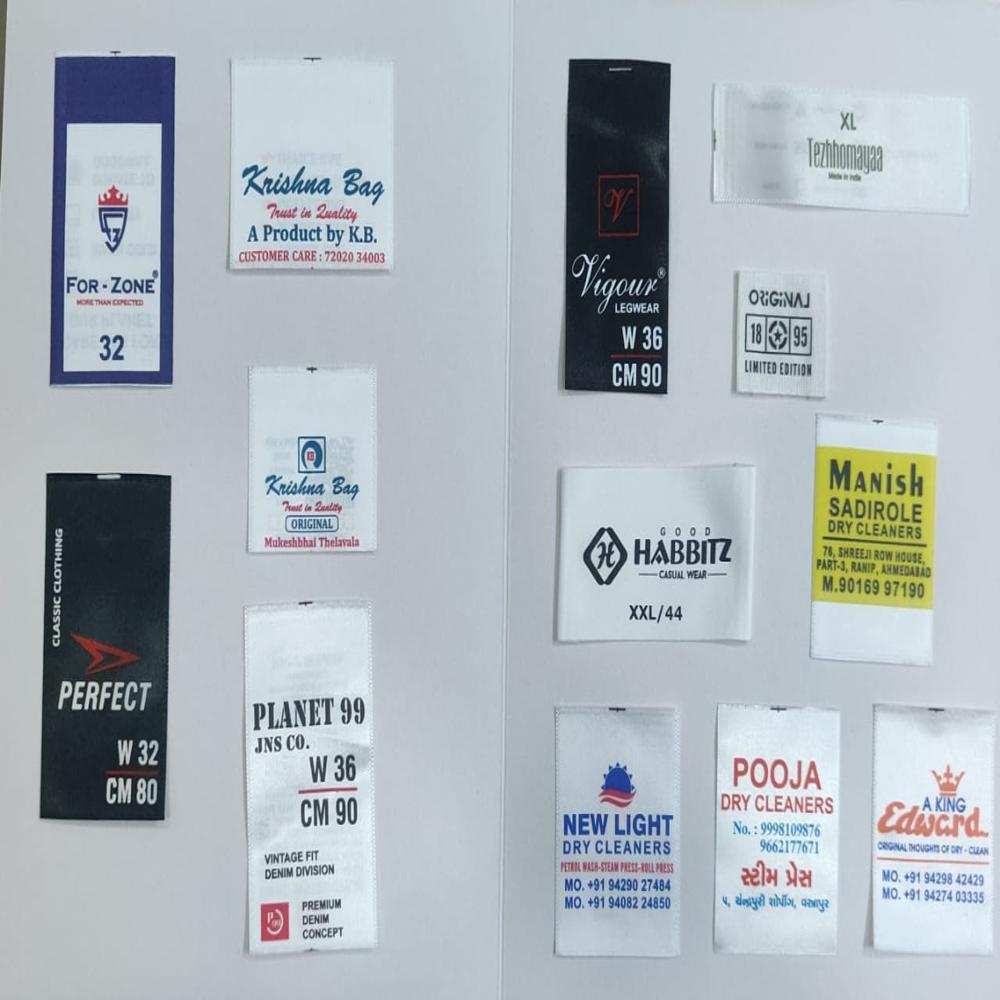 FOR-ZONE®
MORE THAN EXPECTED
32
Krishna Bag
Trust in Quality
A Product by K.B.
CUSTOMER CARE : 72020 34003
Krishna Bag
Trust in Quality
ORIGINAL
Mukeshbhai Thelavala
CLASSIC CLOTHING
PERFECT
W 32
CM 80
PLANET 99
JNS CO.
W 36
CM 90
VINTAGE FIT
DENIM DIVISION
P 99
PREMIUM
DENIM
CONCEPT
V
Vigour®
LEGWEAR
W 36
CM 90
XL
Tezhhomayaa
Made in India
ORIGINAL
18 95
LIMITED EDITION
H
GOOD
HABBITZ
CASUAL WEAR
XXL/44
MANISH
SADIROLE
DRY CLEANERS
76, SHREEJI ROW HOUSE,
PART-3, RANIP, AHMEDABAD
M.90169 97190
NEW LIGHT
DRY CLEANERS
PETROL WASH-STEAM PRESS-ROLL PRESS
MO. +91 94290 27484
MO. +91 94082 24850
POOJA
DRY CLEANERS
No. : 9998109876
9662177671
સ્ટીમ પ્રેસ
૫, ચંન્દ્રપુરી શોપીંગ, વસ્ત્રાપુર
A KING
Edward
ORIGINAL THOUGHTS OF DRY - CLEAN
MO. +91 94298 42429
MO. +91 94274 03335